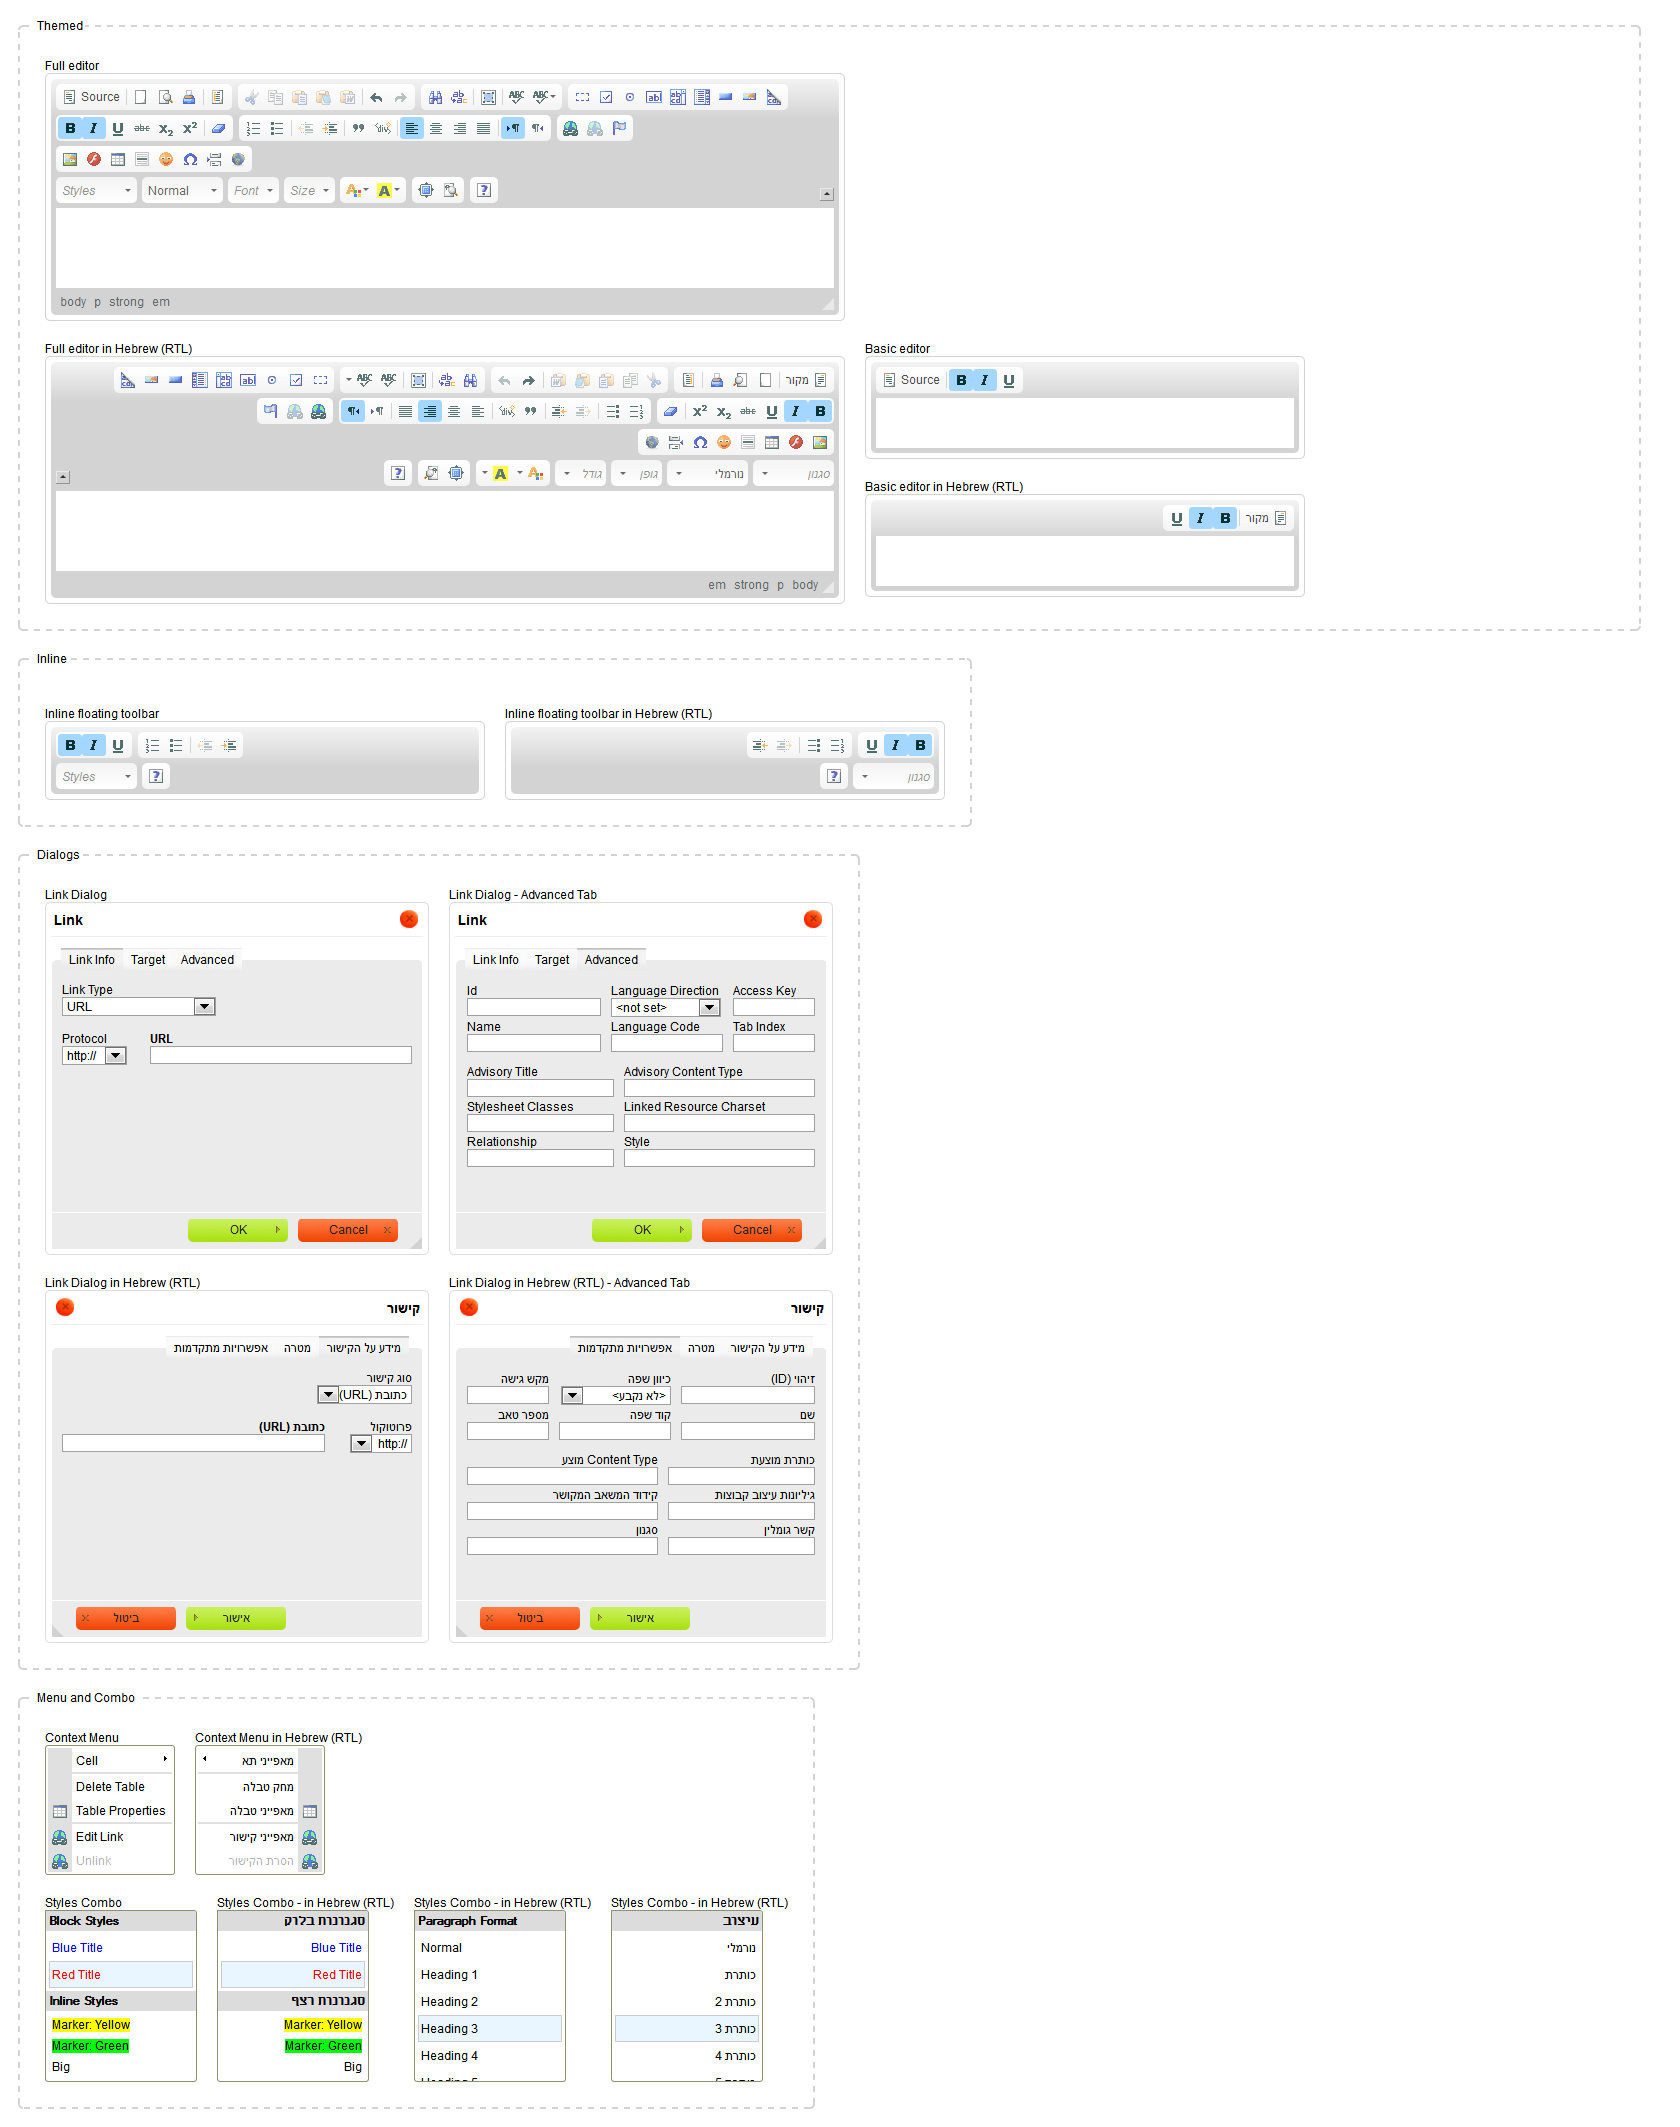 Themed
Full editor
Source
B I U abc x₂ x²
Styles Normal Font Size
body p strong em
Full editor in Hebrew (RTL)
מקור
B I U abc x₂ x²
סגנון נורמלי גופן גודל
em strong p body
Basic editor
Source B I U
Basic editor in Hebrew (RTL)
מקור B I U
Inline
Inline floating toolbar
B I U
Styles
Inline floating toolbar in Hebrew (RTL)
B I U
סגנון
Dialogs
Link Dialog
Link
Link Info Target Advanced
Link Type
URL
Protocol URL
http://
OK Cancel
Link Dialog - Advanced Tab
Link
Link Info Target Advanced
Id Language Direction Access Key
<not set>
Name Language Code Tab Index
Advisory Title Advisory Content Type
Stylesheet Classes Linked Resource Charset
Relationship Style
OK Cancel
Link Dialog in Hebrew (RTL)
קישור
מידע על הקישור מטרה אפשרויות מתקדמות
סוג קישור
כתובת (URL)
פרוטוקול כתובת (URL)
http://
אישור ביטול
Link Dialog in Hebrew (RTL) - Advanced Tab
קישור
מידע על הקישור מטרה אפשרויות מתקדמות
זיהוי (ID) כיוון שפה מקש גישה
<לא נקבע>
שם קוד שפה מספר טאב
כותרת מוצעת Content Type מוצע
גיליונות עיצוב קבוצות קידוד המשאב המקושר
קשר גומלין סגנון
אישור ביטול
Menu and Combo
Context Menu
Cell
Delete Table
Table Properties
Edit Link
Unlink
Context Menu in Hebrew (RTL)
מאפייני תא
מחק טבלה
מאפייני טבלה
מאפייני קישור
הסרת הקישור
Styles Combo
Block Styles
Blue Title
Red Title
Inline Styles
Marker: Yellow
Marker: Green
Big
Styles Combo - in Hebrew (RTL)
סגנונות בלוק
Blue Title
Red Title
סגנונות רצף
Marker: Yellow
Marker: Green
Big
Styles Combo - in Hebrew (RTL)
Paragraph Format
Normal
Heading 1
Heading 2
Heading 3
Heading 4
Styles Combo - in Hebrew (RTL)
עיצוב
נורמלי
כותרת
כותרת 2
כותרת 3
כותרת 4